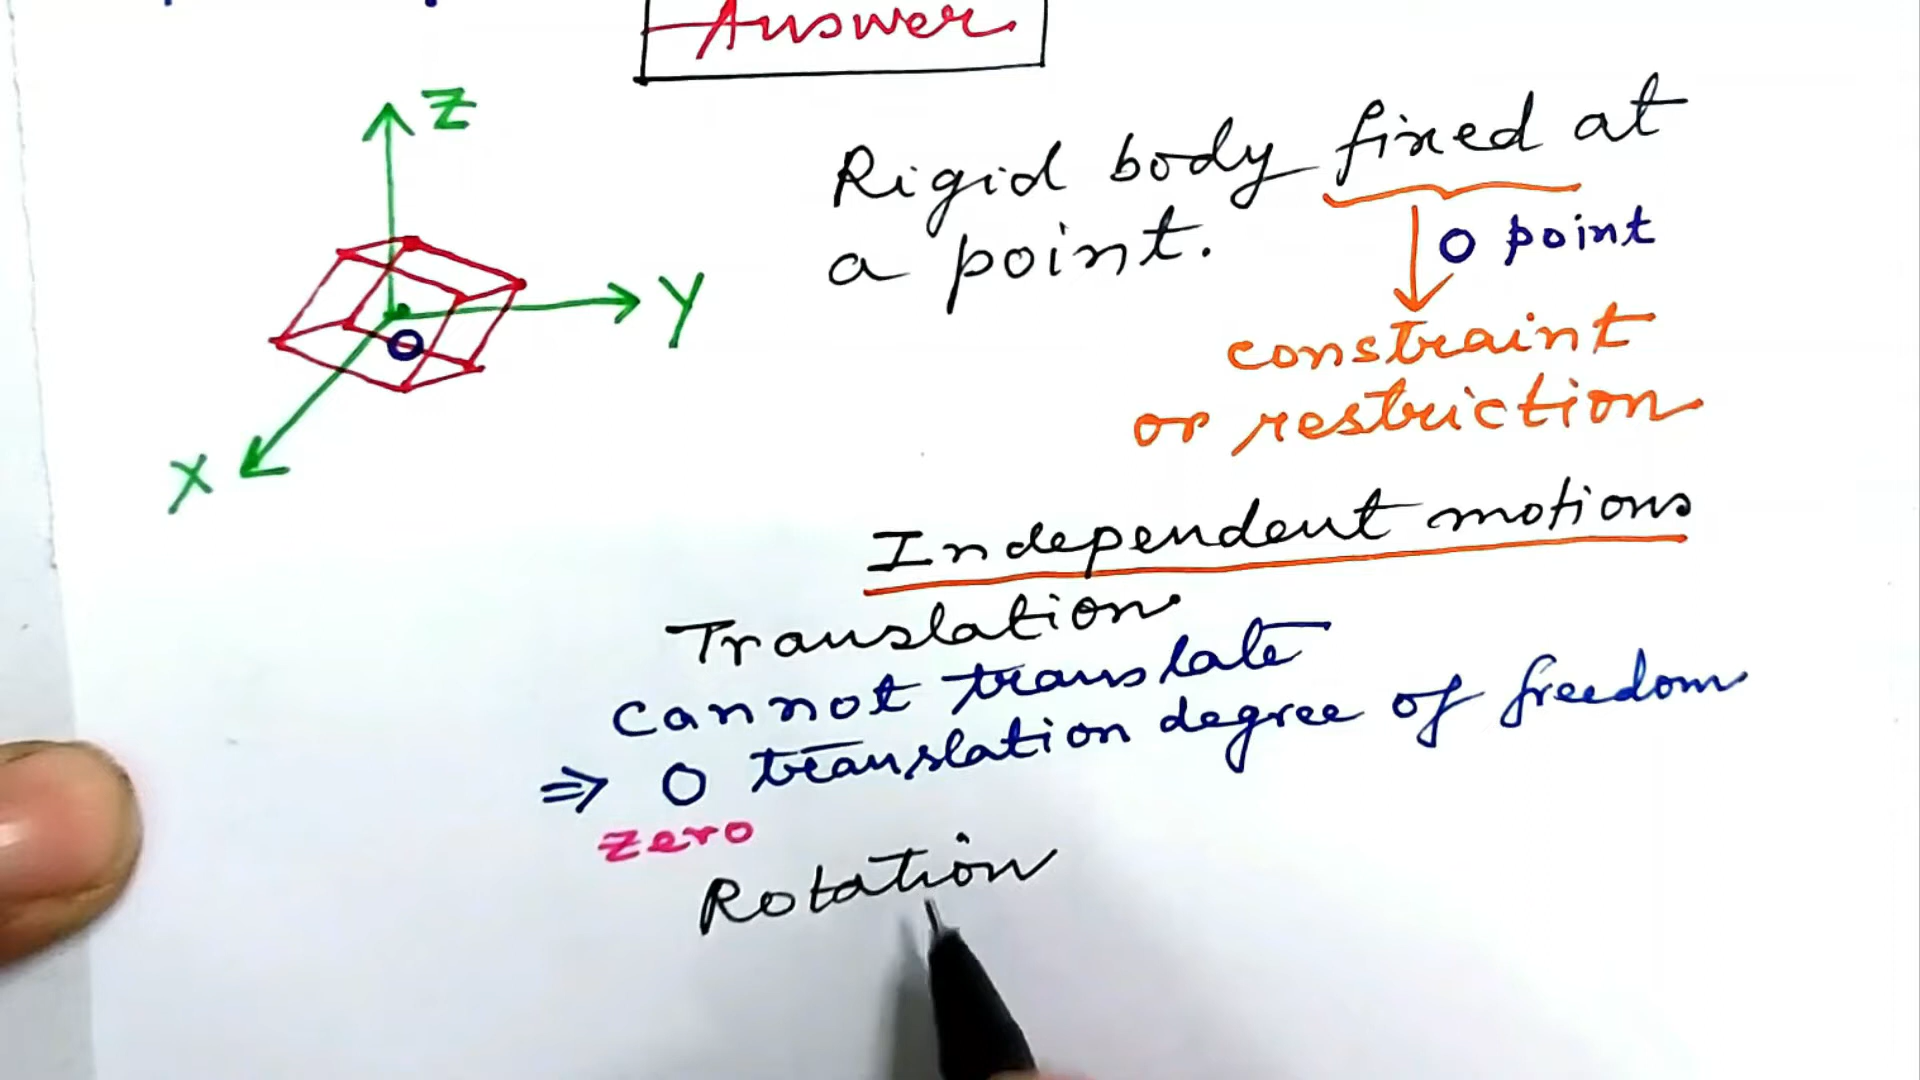 Answer
Z
Y
O
X
Rigid body fixed at
a point.
O point
constraint
or restriction
Independent motions
Translation
cannot translate
⇒ O translation degree of freedom
zero
Rotation